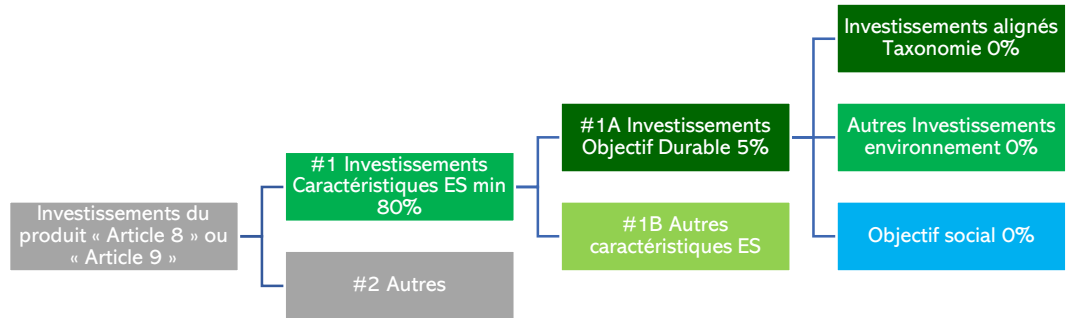 Investissements du
produit « Article 8 » ou
« Article 9 »
#1 Investissements
Caractéristiques ES min
80%
#2 Autres
#1A Investissements
Objectif Durable 5%
#1B Autres
caractéristiques ES
Investissements alignés
Taxonomie 0%
Autres Investissements
environnement 0%
Objectif social 0%